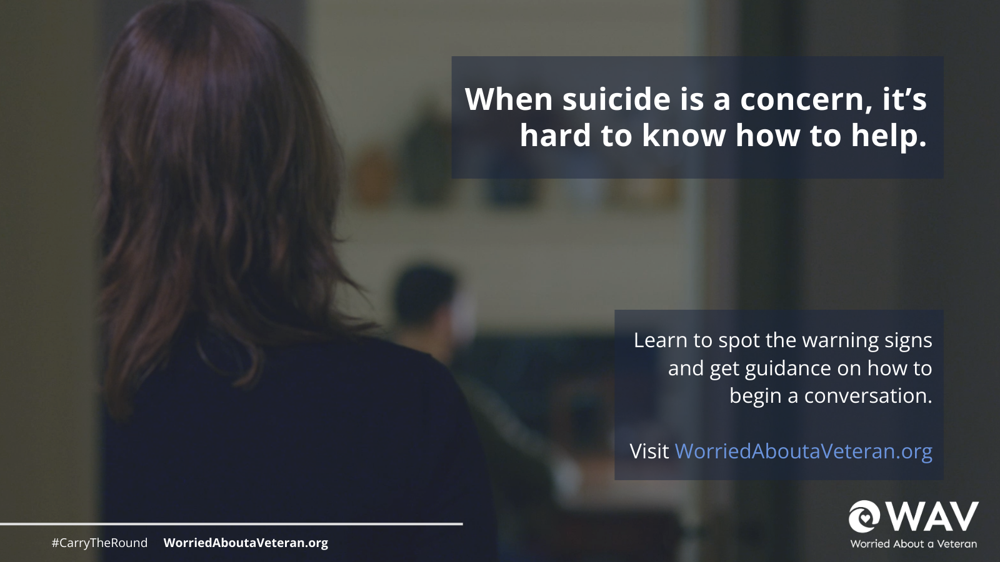 When suicide is a concern, it’s
hard to know how to help.
Learn to spot the warning signs
and get guidance on how to
begin a conversation.
Visit WorriedAboutaVeteran.org
WAV
Worried About a Veteran
#CarryTheRound WorriedAboutaVeteran.org